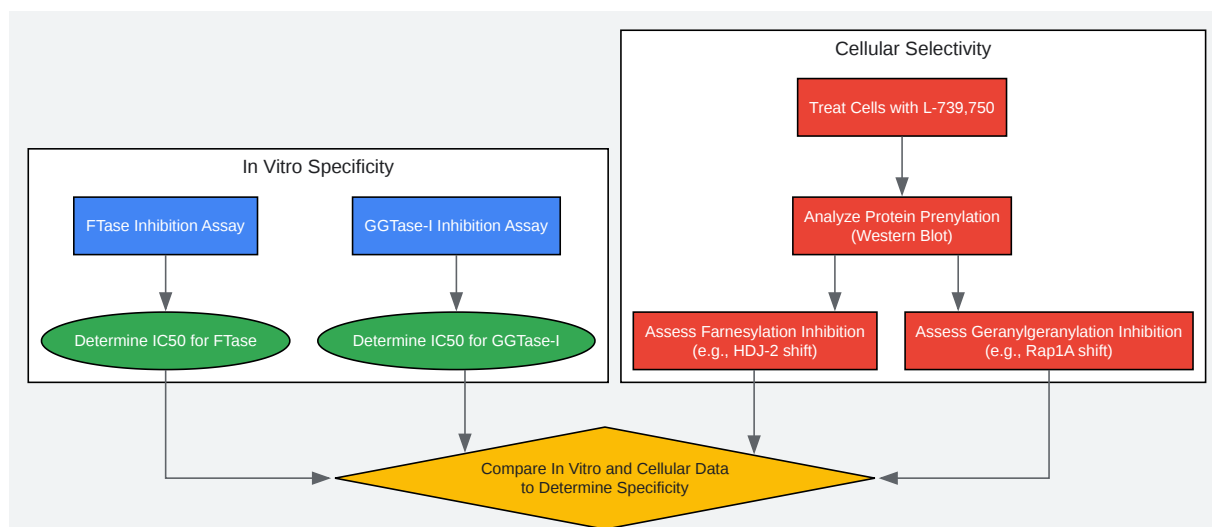 In Vitro Specificity
FTase Inhibition Assay
GGTase-I Inhibition Assay
Determine IC50 for FTase
Determine IC50 for GGTase-I
Cellular Selectivity
Treat Cells with L-739,750
Analyze Protein Prenylation
(Western Blot)
Assess Farnesylation Inhibition
(e.g., HDJ-2 shift)
Assess Geranylgeranylation Inhibition
(e.g., Rap1A shift)
Compare In Vitro and Cellular Data
to Determine Specificity